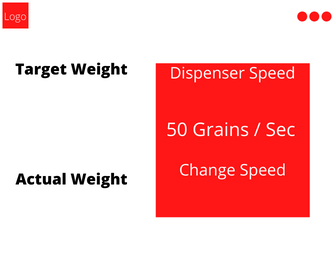 Logo
Target Weight
Dispenser Speed
50 Grains / Sec
Change Speed
Actual Weight